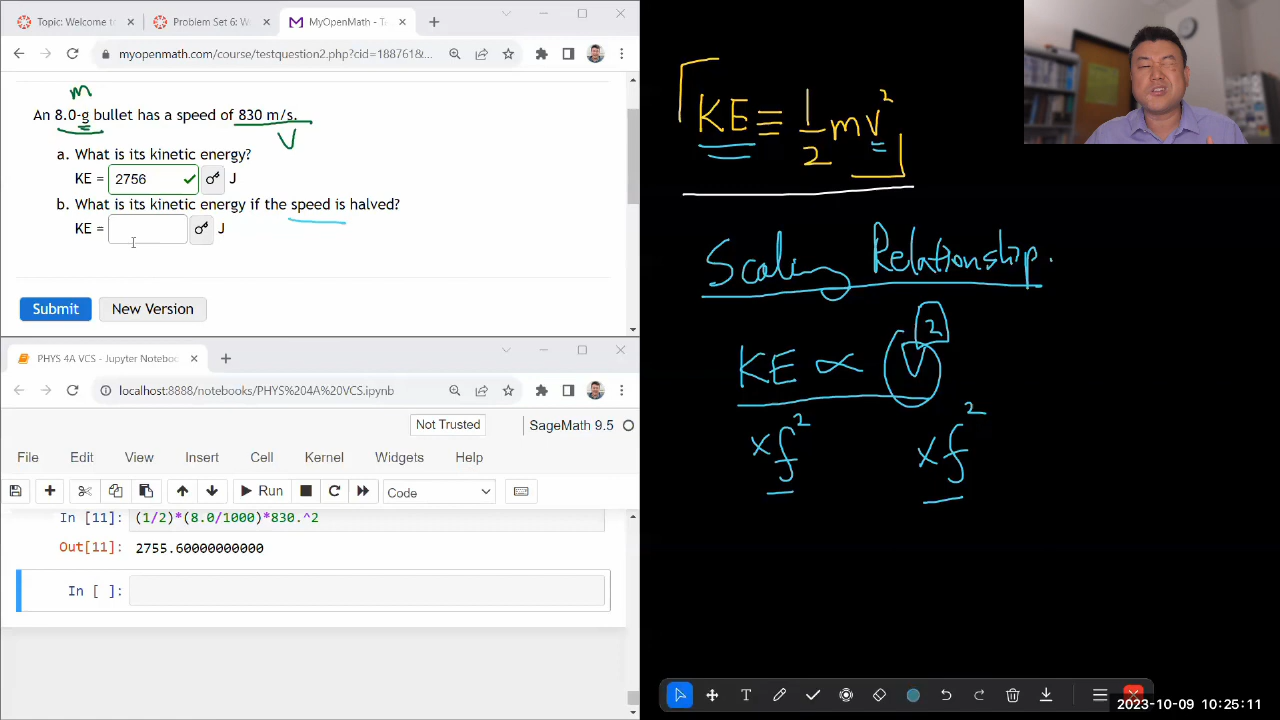 Topic: Welcome t
Problem Set 6: W
MyOpenMath - Te
myopenmath.com/course/testquestion2.php?cid=188761&...
m
An 8.0-g bullet has a speed of 830 m/s.
V
a. What is its kinetic energy?
KE = 2756 J
b. What is its kinetic energy if the speed is halved?
KE = J
Submit New Version
PHYS 4A VCS - Jupyter Noteboo
localhost:8888/notebooks/PHYS%204A%20VCS.ipynb
Not Trusted SageMath 9.5
File Edit View Insert Cell Kernel Widgets Help
Run Code
In [11]: (1/2)*(8.0/1000)*830.^2
Out[11]: 2755.60000000000
In [ ]:
KE ≡ 1/2 mv²
Scaling Relationship.
KE ∝ V²
×f² ×f²
T
2023-10-09 10:25:11